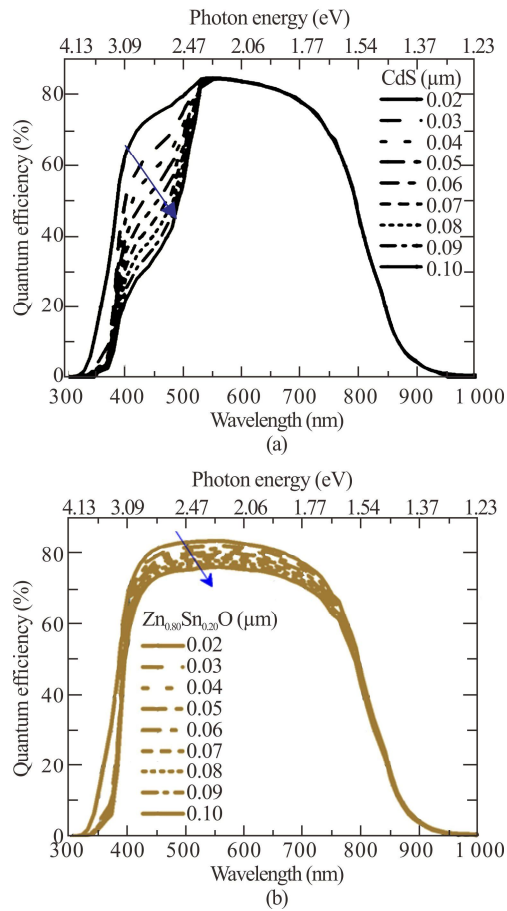 Photon energy (eV)
4.13 3.09 2.47 2.06 1.77 1.54 1.37 1.23
Quantum efficiency (%)
80
60
40
20
0
CdS (μm)
0.02
0.03
0.04
0.05
0.06
0.07
0.08
0.09
0.10
300 400 500 600 700 800 900 1 000
Wavelength (nm)
(a)
Photon energy (eV)
4.13 3.09 2.47 2.06 1.77 1.54 1.37 1.23
Quantum efficiency (%)
80
60
40
20
0
Zn0.80Sn0.20O (μm)
0.02
0.03
0.04
0.05
0.06
0.07
0.08
0.09
0.10
300 400 500 600 700 800 900 1 000
Wavelength (nm)
(b)